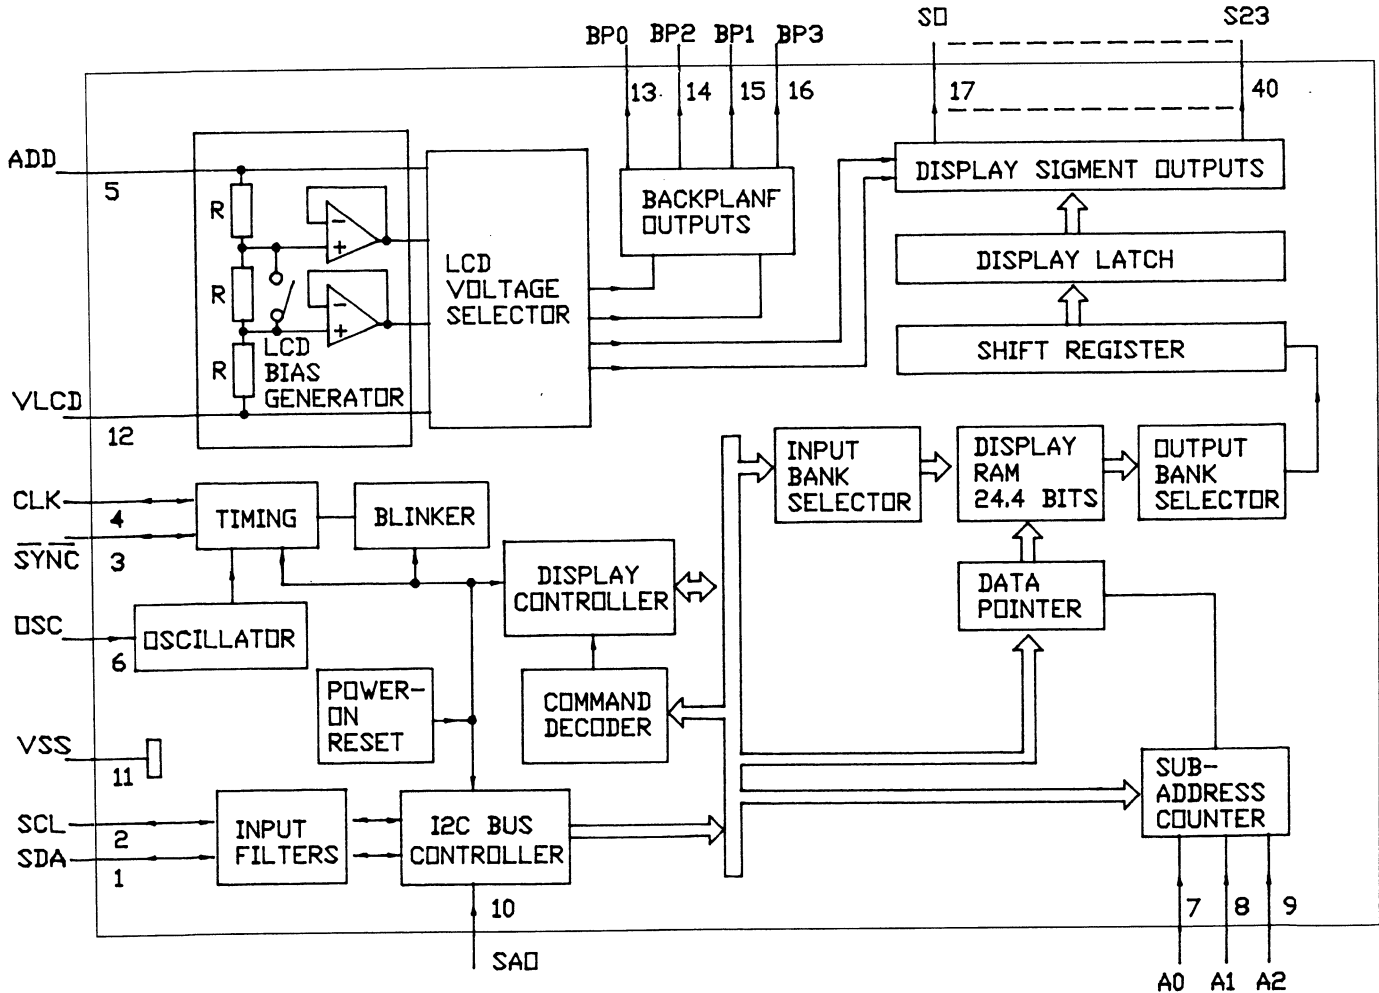 S0 S23
BP0 BP2 BP1 BP3
13 14 15 16 17 40
ADD
5
R
R
R
LCD
BIAS
GENERATOR
LCD
VOLTAGE
SELECTOR
BACKPLANF
OUTPUTS
DISPLAY SIGMENT OUTPUTS
DISPLAY LATCH
SHIFT REGISTER
VLCD
12
INPUT
BANK
SELECTOR
DISPLAY
RAM
24.4 BITS
OUTPUT
BANK
SELECTOR
CLK
4
SYNC
3
TIMING
BLINKER
DISPLAY
CONTROLLER
DATA
POINTER
OSC
6
OSCILLATOR
POWER-
ON
RESET
COMMAND
DECODER
VSS
11
SUB-
ADDRESS
COUNTER
SCL
2
SDA
1
INPUT
FILTERS
I2C BUS
CONTROLLER
10
SA0
7 8 9
A0 A1 A2